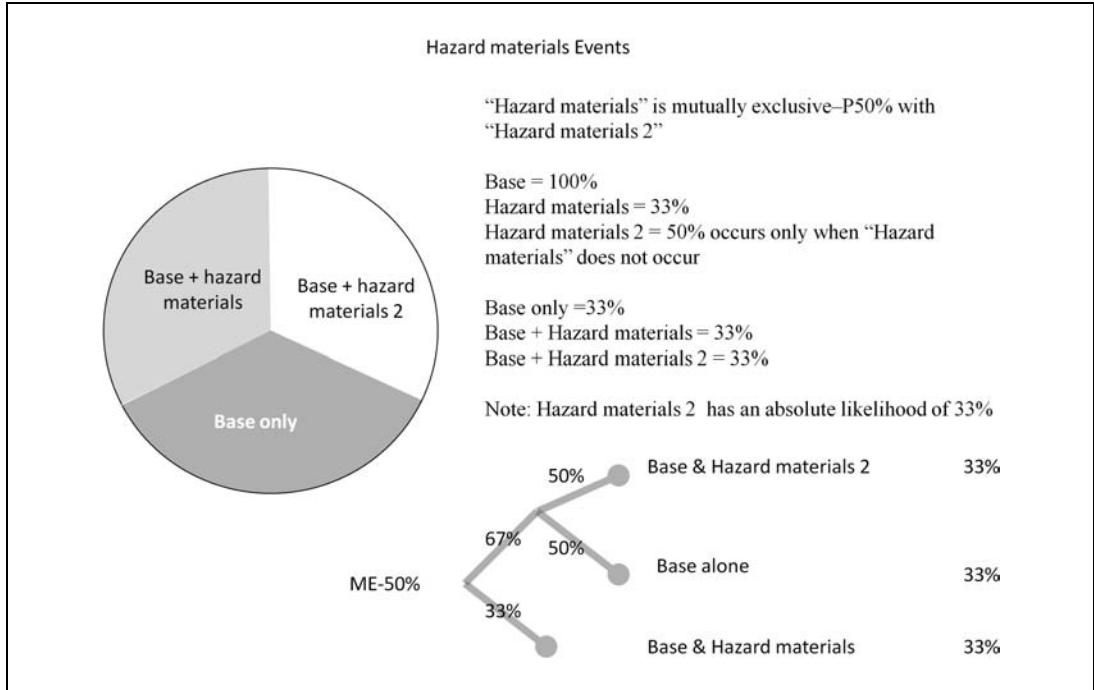 Hazard materials Events
“Hazard materials” is mutually exclusive–P50% with
“Hazard materials 2”
Base = 100%
Hazard materials = 33%
Hazard materials 2 = 50% occurs only when “Hazard
materials” does not occur
Base only =33%
Base + Hazard materials = 33%
Base + Hazard materials 2 = 33%
Note: Hazard materials 2 has an absolute likelihood of 33%
Base + hazard
materials
Base + hazard
materials 2
Base only
50%
Base & Hazard materials 2 33%
67%
50%
Base alone 33%
ME-50%
33%
Base & Hazard materials 33%